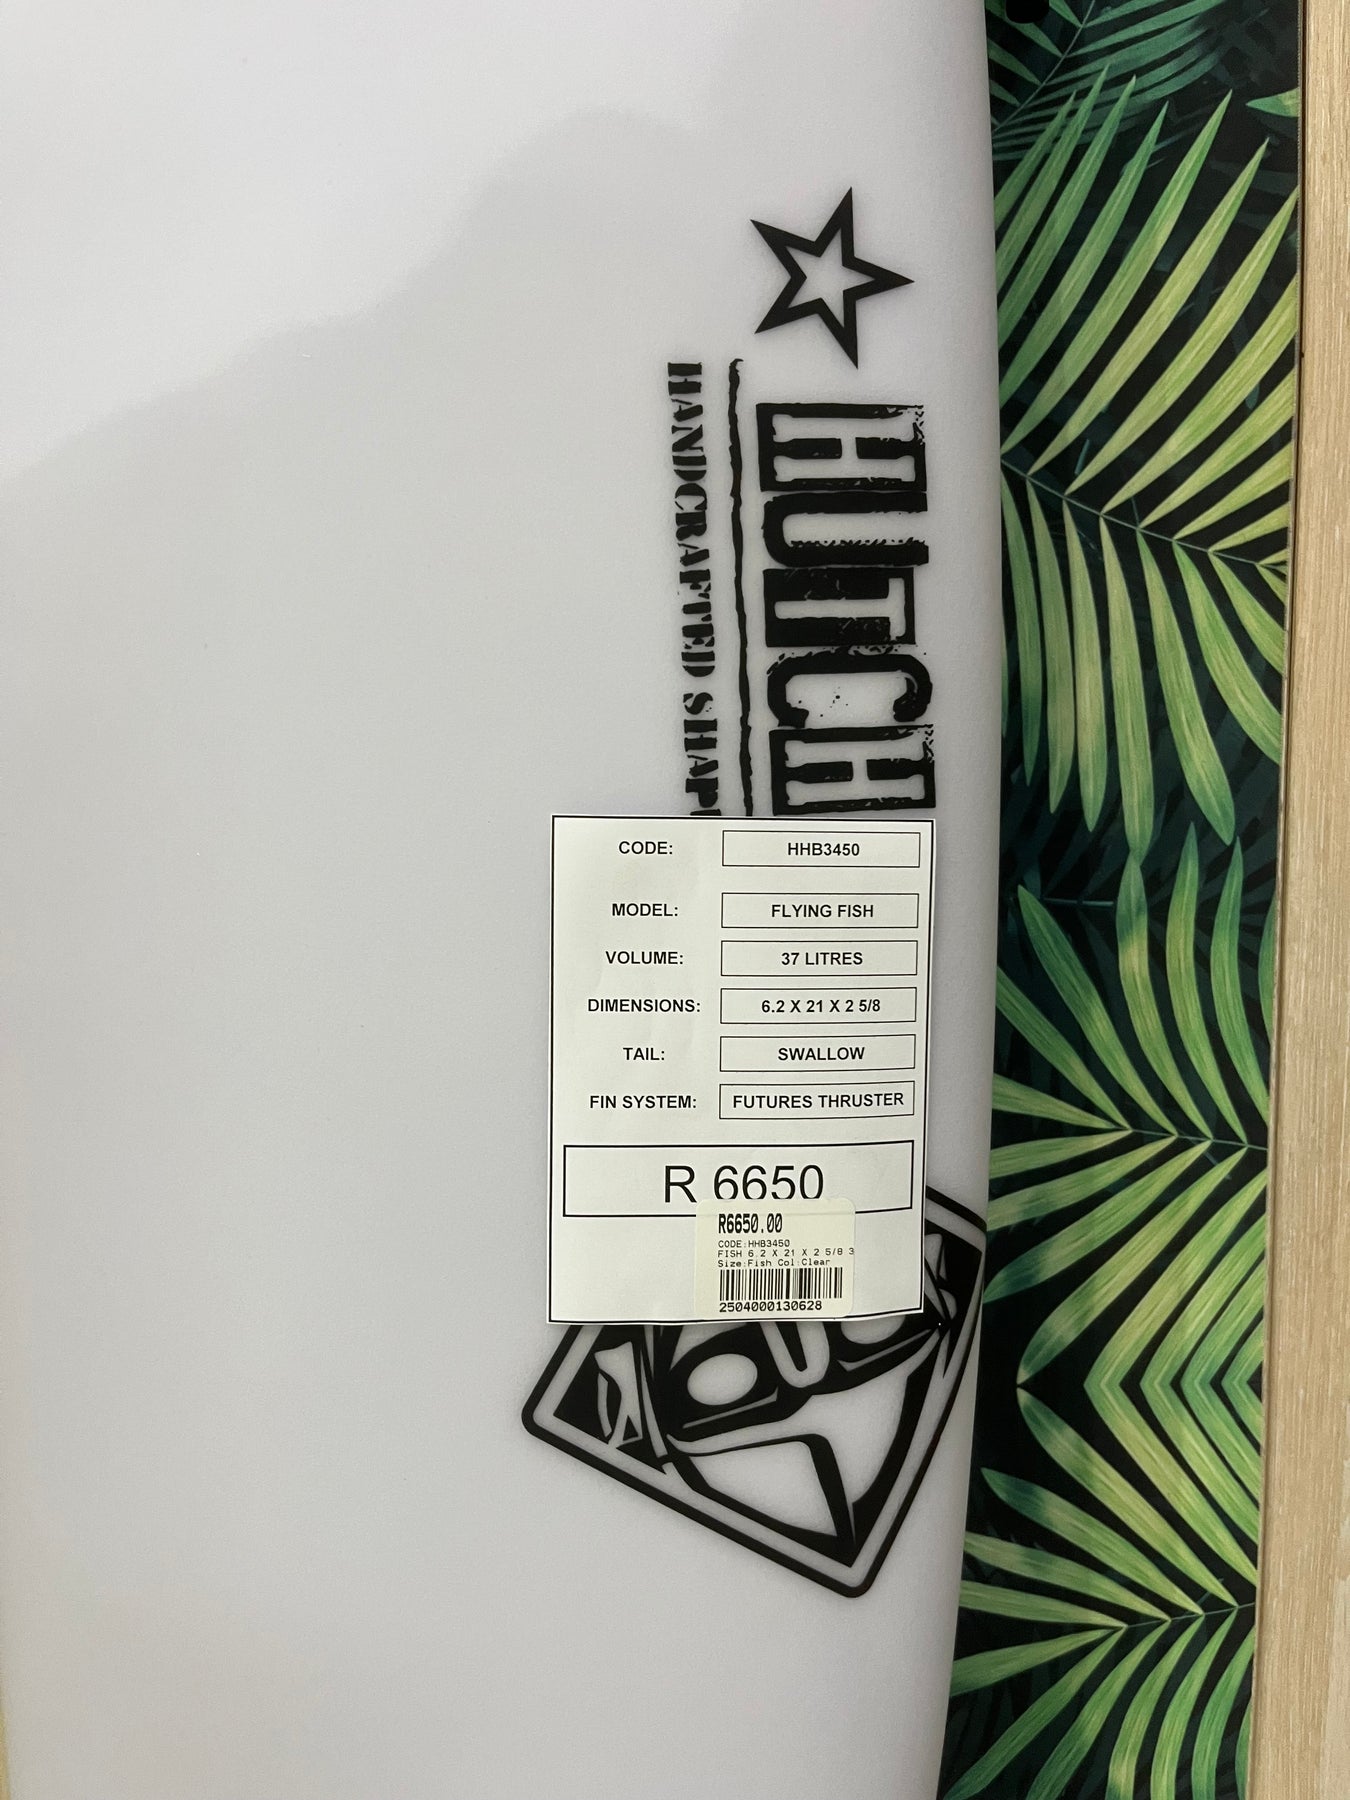 HUTCH
HANDCRAFTED
CODE: HHB3450
MODEL: FLYING FISH
VOLUME: 37 LITRES
DIMENSIONS: 6.2 X 21 X 2 5/8
TAIL: SWALLOW
FIN SYSTEM: FUTURES THRUSTER
R 6650
R6650.00
CODE:HHB3450
FISH 6.2 X 21 X 2 5/8 3
Size:Fish Col:Clear
2504000130628